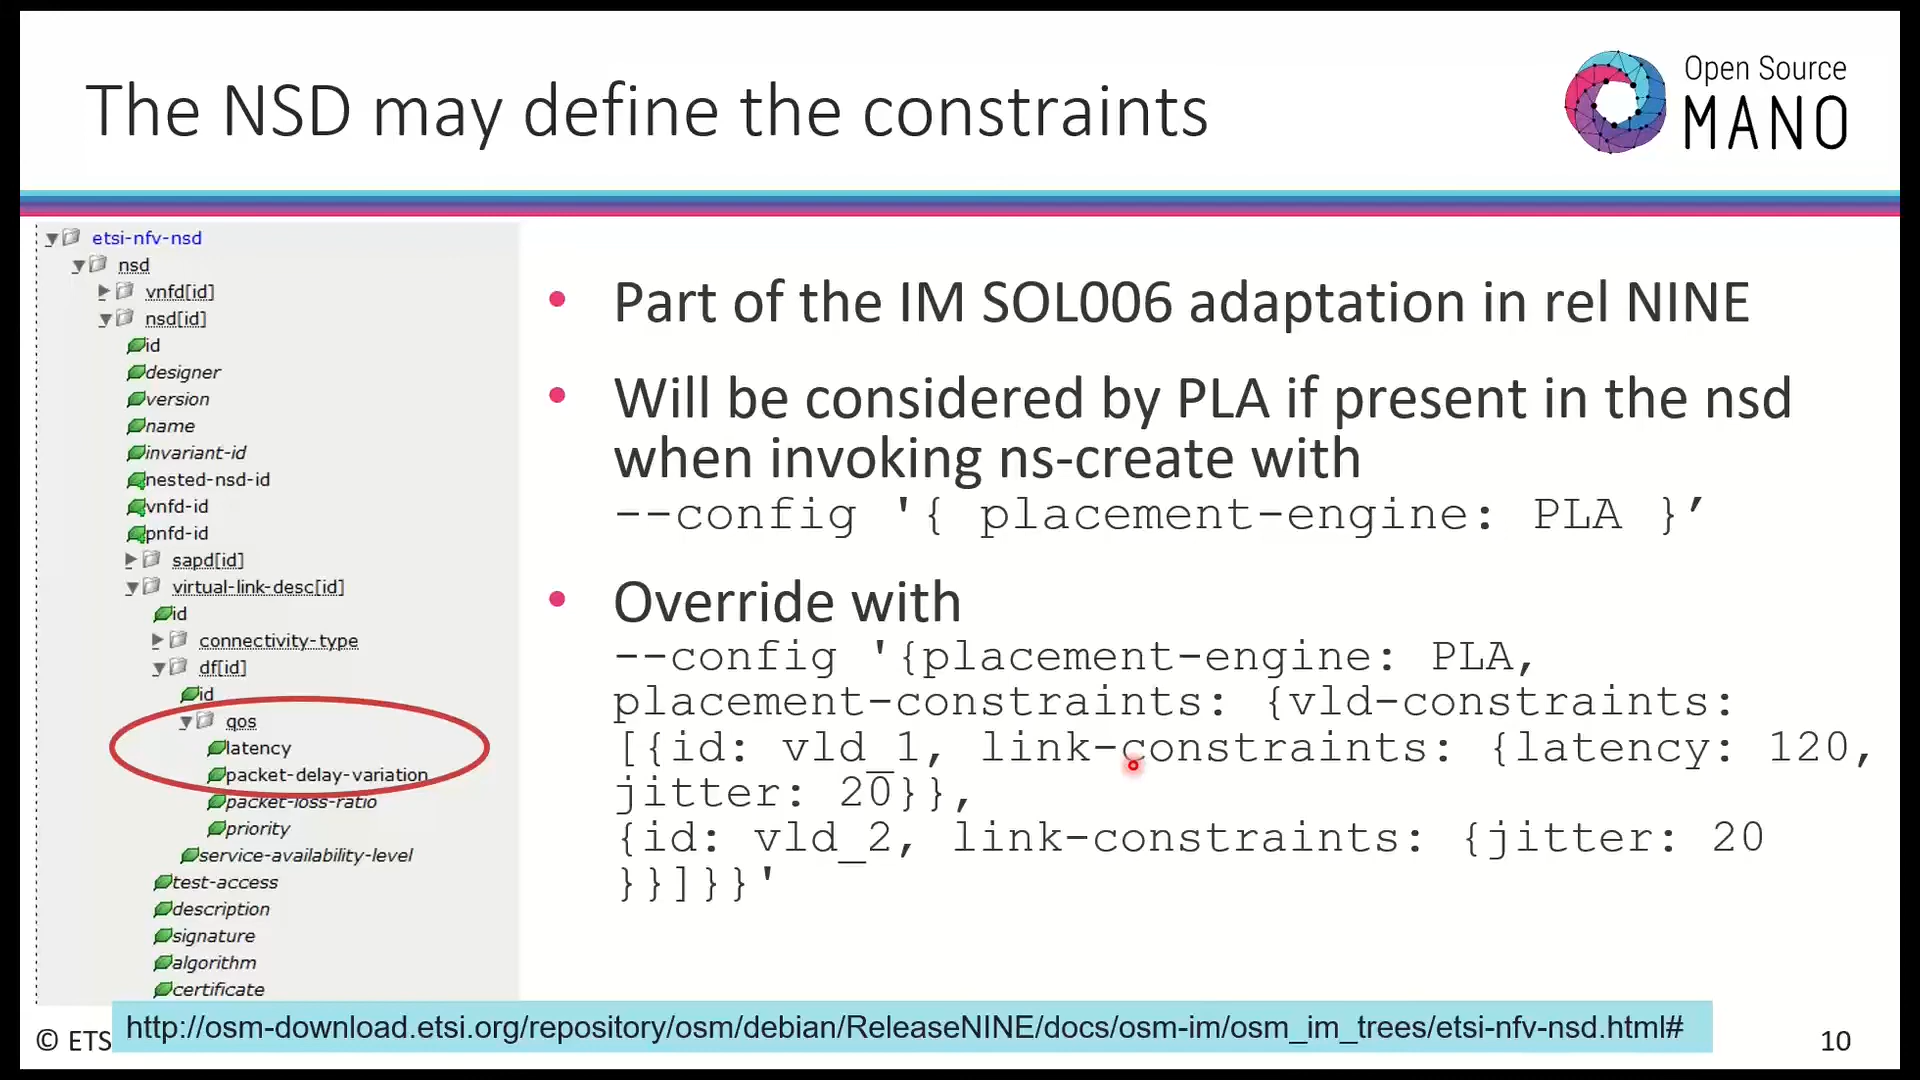 The NSD may define the constraints
Open Source
MANO
etsi-nfv-nsd
nsd
vnfd[id]
nsd[id]
id
designer
version
name
invariant-id
nested-nsd-id
vnfd-id
pnfd-id
sapd[id]
virtual-link-desc[id]
id
connectivity-type
df[id]
id
qos
latency
packet-delay-variation
packet-loss-ratio
priority
service-availability-level
test-access
description
signature
algorithm
certificate
• Part of the IM SOL006 adaptation in rel NINE
• Will be considered by PLA if present in the nsd
when invoking ns-create with
--config '{ placement-engine: PLA }’
• Override with
--config '{placement-engine: PLA,
placement-constraints: {vld-constraints:
[{id: vld_1, link-constraints: {latency: 120,
jitter: 20}},
{id: vld_2, link-constraints: {jitter: 20
}}]}}'
© ETS
http://osm-download.etsi.org/repository/osm/debian/ReleaseNINE/docs/osm-im/osm_im_trees/etsi-nfv-nsd.html#
10